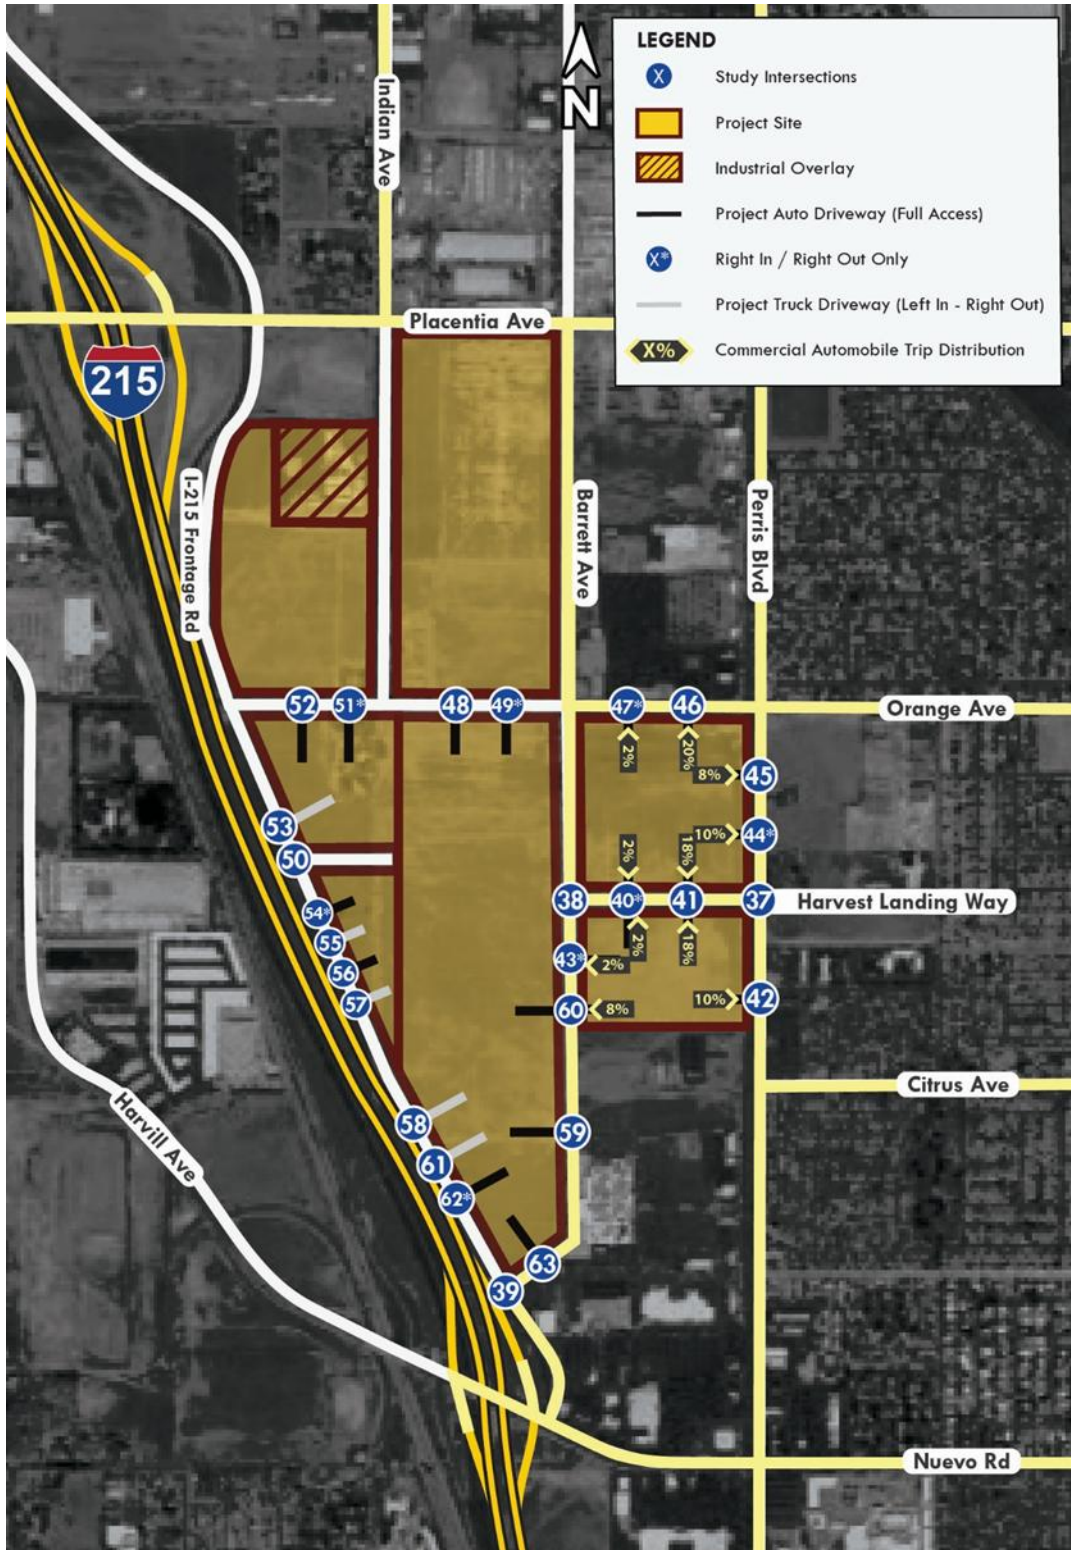 LEGEND
X Study Intersections
Project Site
Industrial Overlay
Project Auto Driveway (Full Access)
X* Right In / Right Out Only
Project Truck Driveway (Left In - Right Out)
X% Commercial Automobile Trip Distribution
N
Indian Ave
Placentia Ave
215
I-215 Frontage Rd
Barrett Ave
Perris Blvd
52
51*
48
49*
47*
46
Orange Ave
2%
20%
8%
45
53
10%
44*
50
2%
18%
38
40*
41
37
Harvest Landing Way
54*
55
2%
18%
43*
2%
56
57
60
8%
10%
42
Citrus Ave
Harvill Ave
58
59
61
62*
63
39
Nuevo Rd